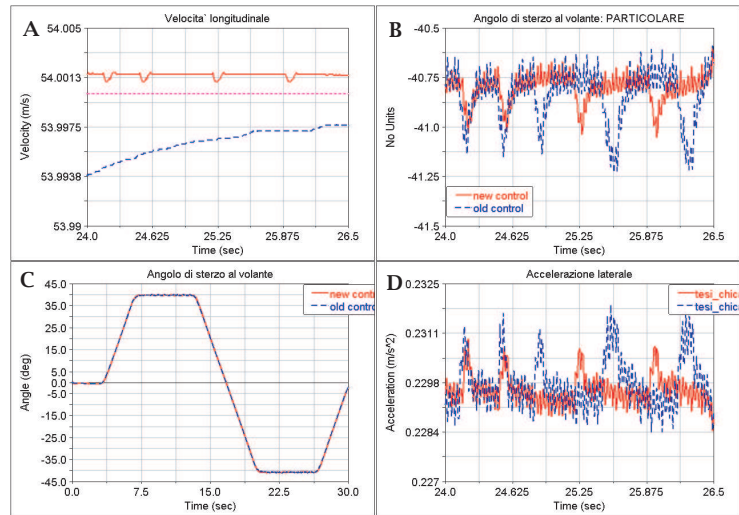 A
Velocita` longitudinale
54.005
54.0013
53.9975
53.9938
53.99
Velocity (m/s)
24.0 24.625 25.25 25.875 26.5
Time (sec)
B
Angolo di sterzo al volante: PARTICOLARE
-40.5
-40.75
-41.0
-41.25
-41.5
No Units
new control
old control
24.0 24.625 25.25 25.875 26.5
Time (sec)
C
Angolo di sterzo al volante
45.0
35.0
25.0
15.0
5.0
0.0
-5.0
-15.0
-25.0
-35.0
-45.0
Angle (deg)
new contr
old contro
0.0 7.5 15.0 22.5 30.0
Time (sec)
D
Accelerazione laterale
0.2325
0.2311
0.2298
0.2284
0.227
Acceleration (m/s^2)
tesi_chica
tesi_chica
24.0 24.625 25.25 25.875 26.5
Time (sec)